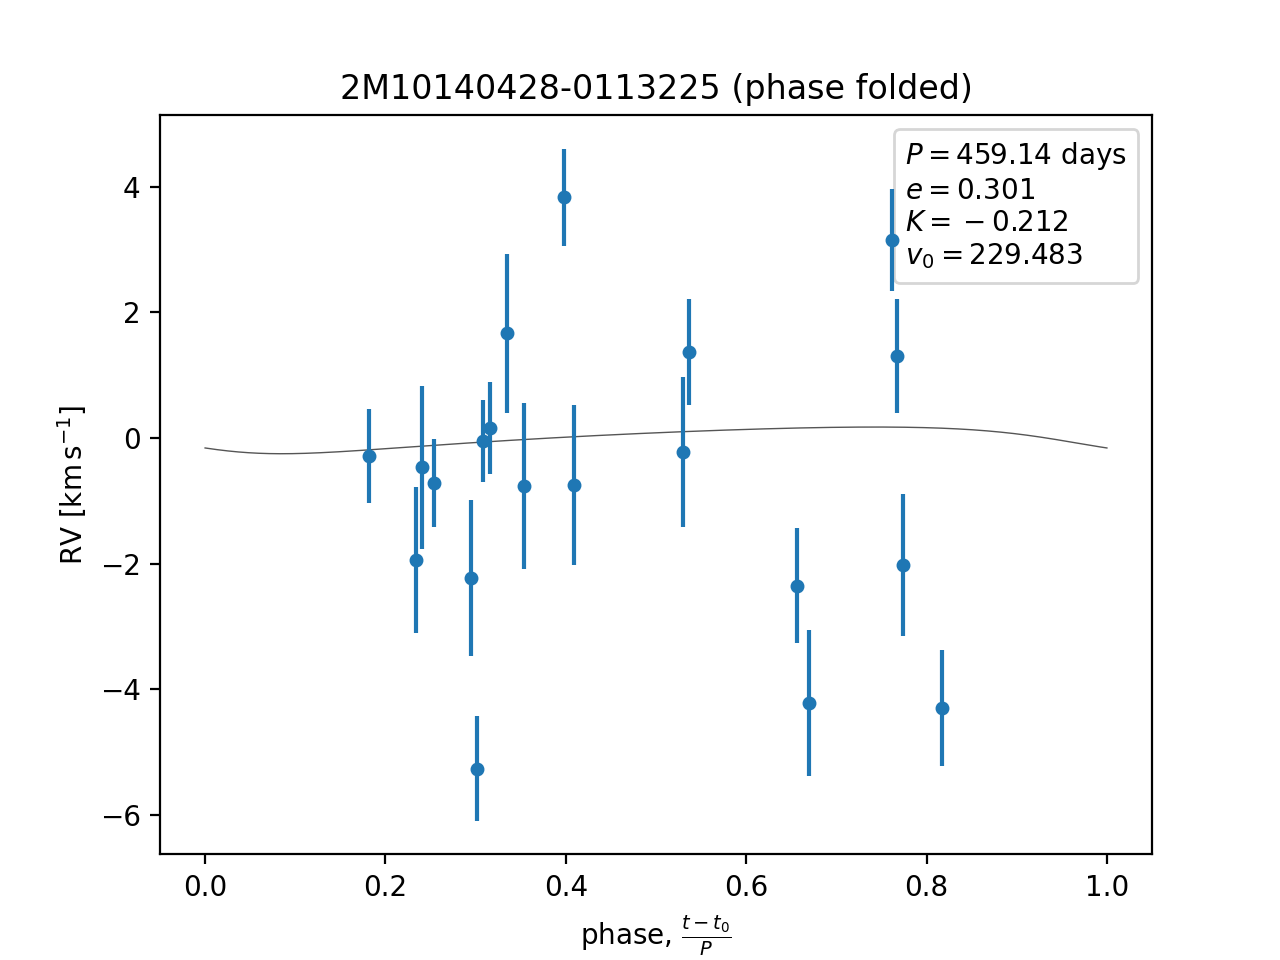 2M10140428-0113225 (phase folded)
P = 459.14 days
e = 0.301
K = −0.212
v₀ = 229.483
RV [km s⁻¹]
4
2
0
−2
−4
−6
0.0 0.2 0.4 0.6 0.8 1.0
phase, (t − t₀)/P